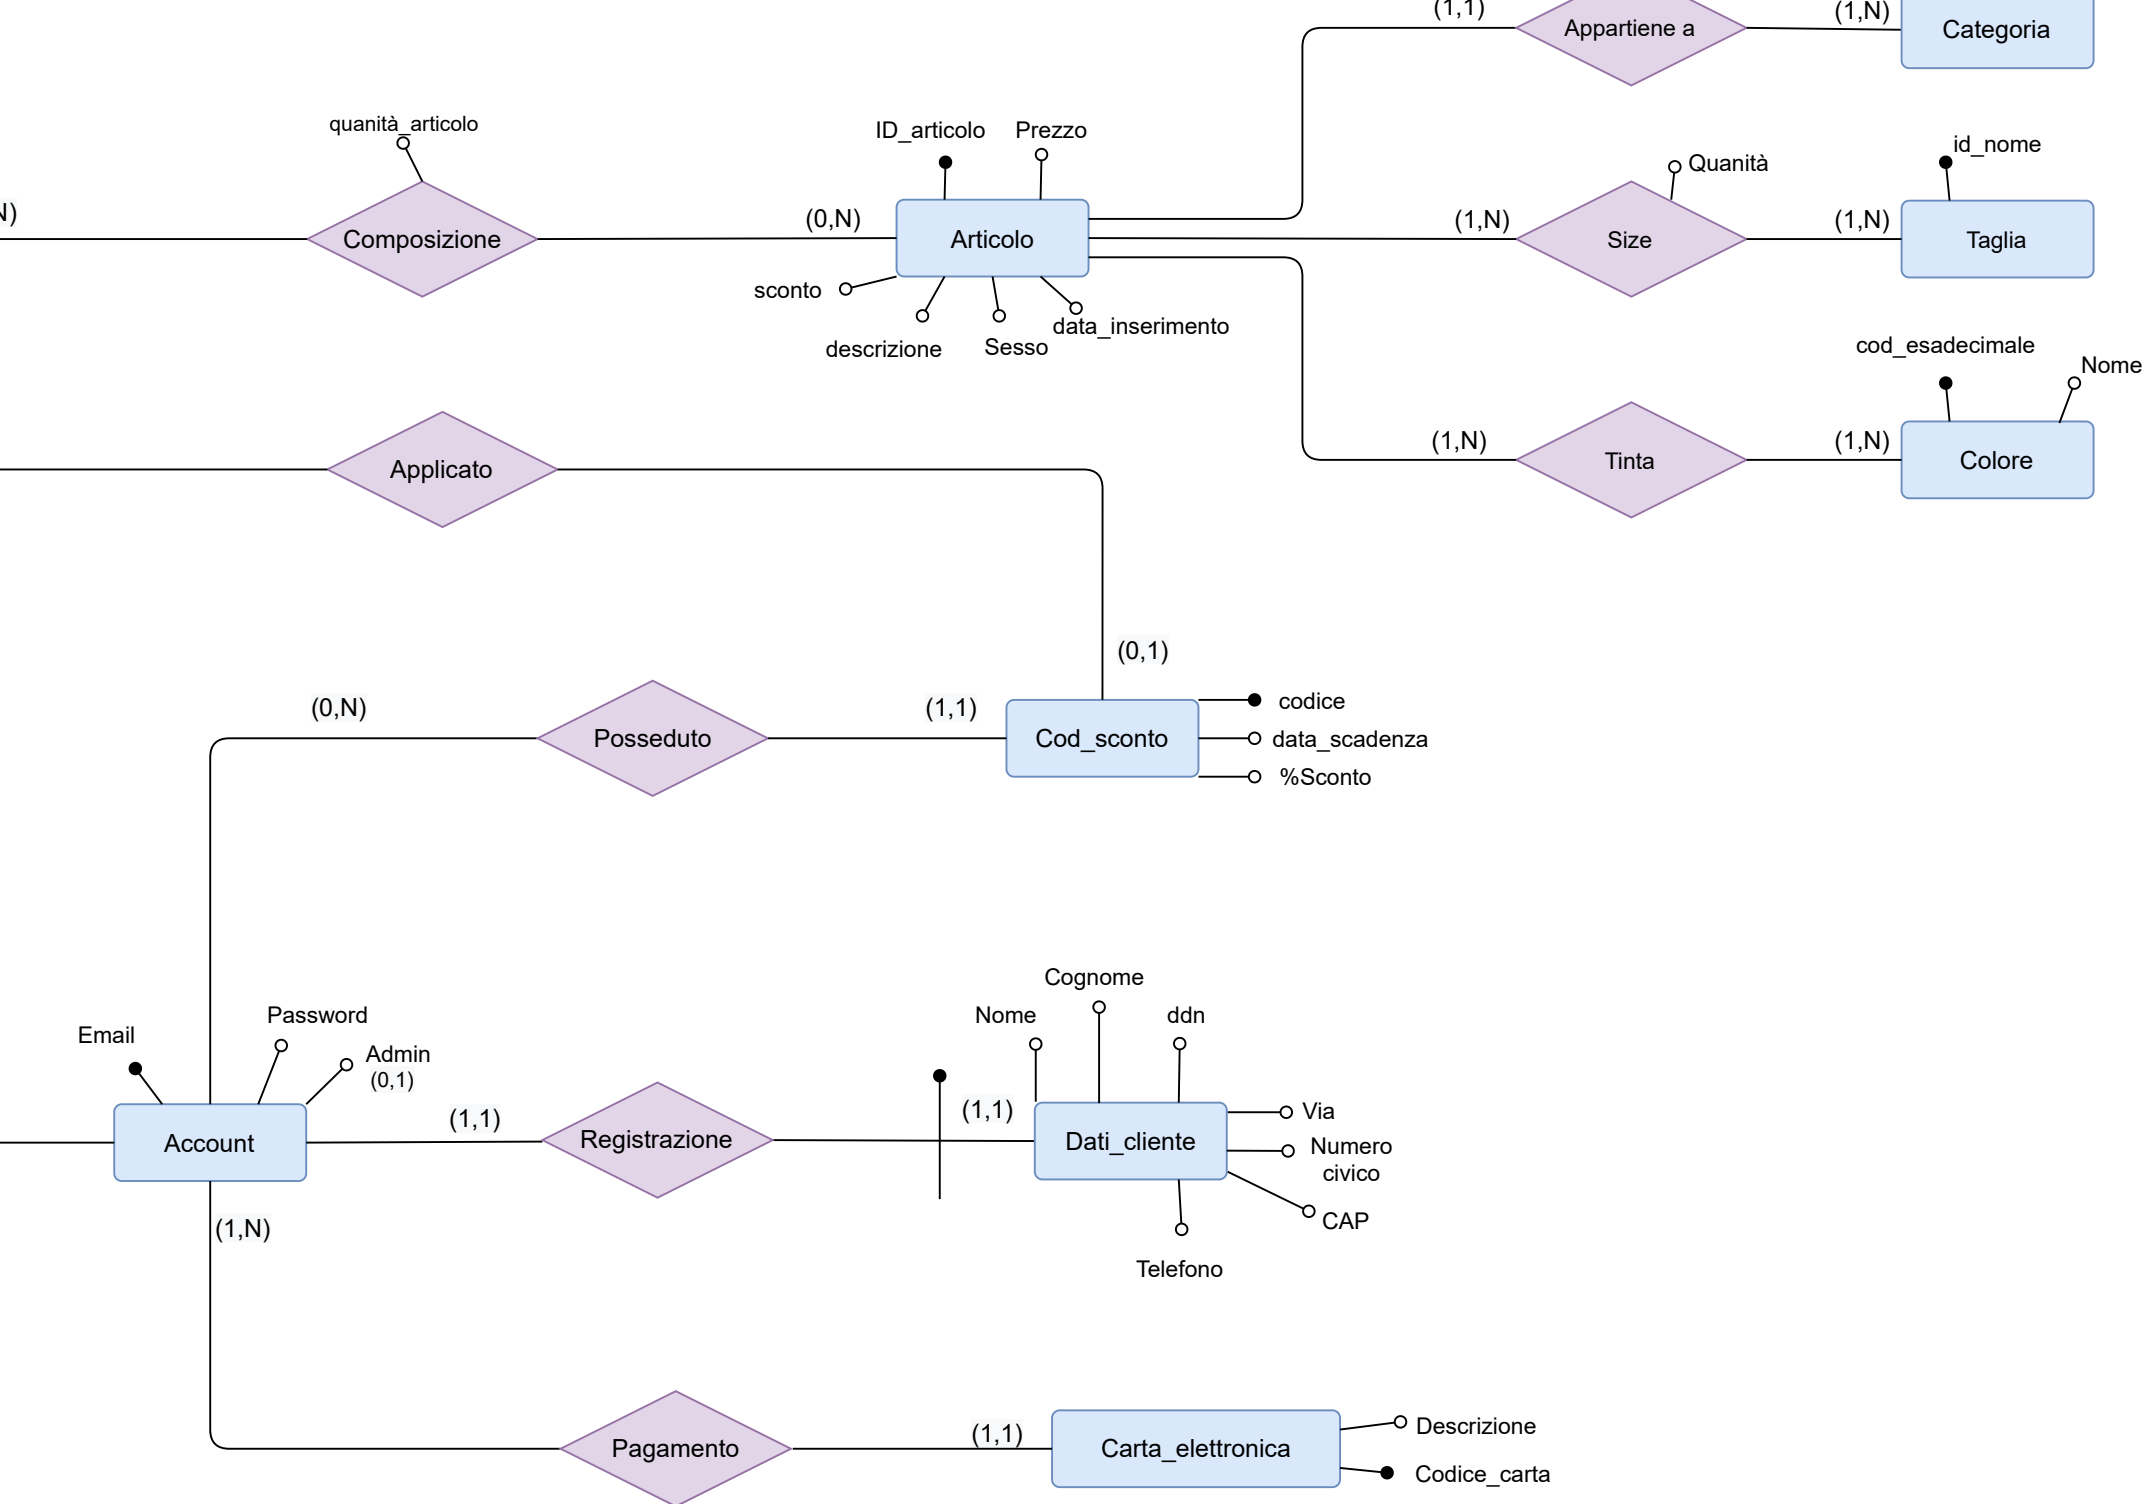 (1,1)
(1,N)
Appartiene a
Categoria
quanità_articolo
ID_articolo
Prezzo
id_nome
Quanità
N)
Composizione
(0,N)
Articolo
(1,N)
Size
(1,N)
Taglia
sconto
descrizione
Sesso
data_inserimento
cod_esadecimale
Nome
(1,N)
Tinta
(1,N)
Colore
Applicato
(0,1)
(0,N)
Posseduto
(1,1)
Cod_sconto
codice
data_scadenza
%Sconto
Email
Password
Admin
(0,1)
Cognome
Nome
ddn
Account
(1,1)
Registrazione
(1,1)
Dati_cliente
Via
Numero
civico
CAP
Telefono
(1,N)
Pagamento
(1,1)
Carta_elettronica
Descrizione
Codice_carta